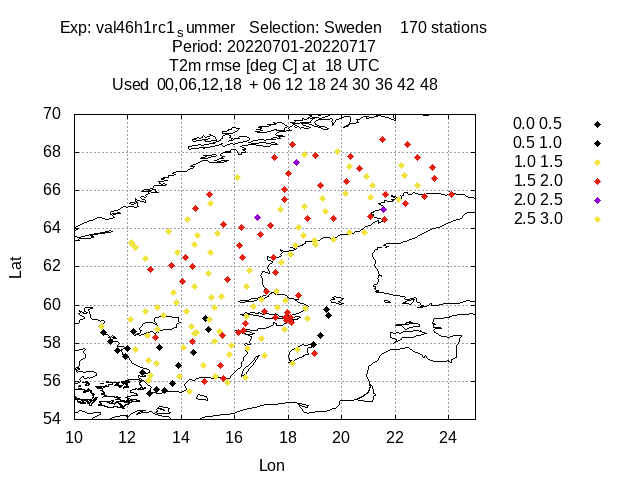 Exp: val46h1rc1summer Selection: Sweden 170 stations
Period: 20220701-20220717
T2m rmse [deg C] at 18 UTC
Used 00,06,12,18 + 06 12 18 24 30 36 42 48
70
68
66
64
62
60
58
56
54
Lat
10 12 14 16 18 20 22 24
Lon
0.0 0.5
0.5 1.0
1.0 1.5
1.5 2.0
2.0 2.5
2.5 3.0